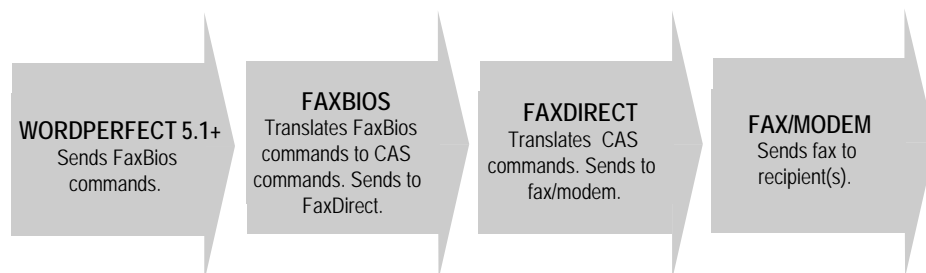 WORDPERFECT 5.1+
Sends FaxBios
commands.
FAXBIOS
Translates FaxBios
commands to CAS
commands. Sends to
FaxDirect.
FAXDIRECT
Translates CAS
commands. Sends to
fax/modem.
FAX/MODEM
Sends fax to
recipient(s).